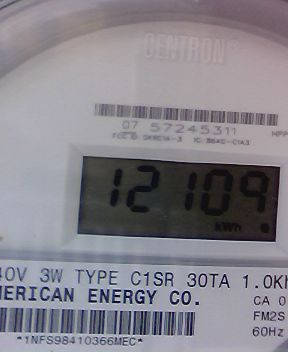 CENTRON®
07 57245311
12109
kWh
40V 3W TYPE C1SR 30TA 1.0Kh
MERICAN ENERGY CO.
CA 0
FM2S
60Hz
*1NFS98410366MEC*